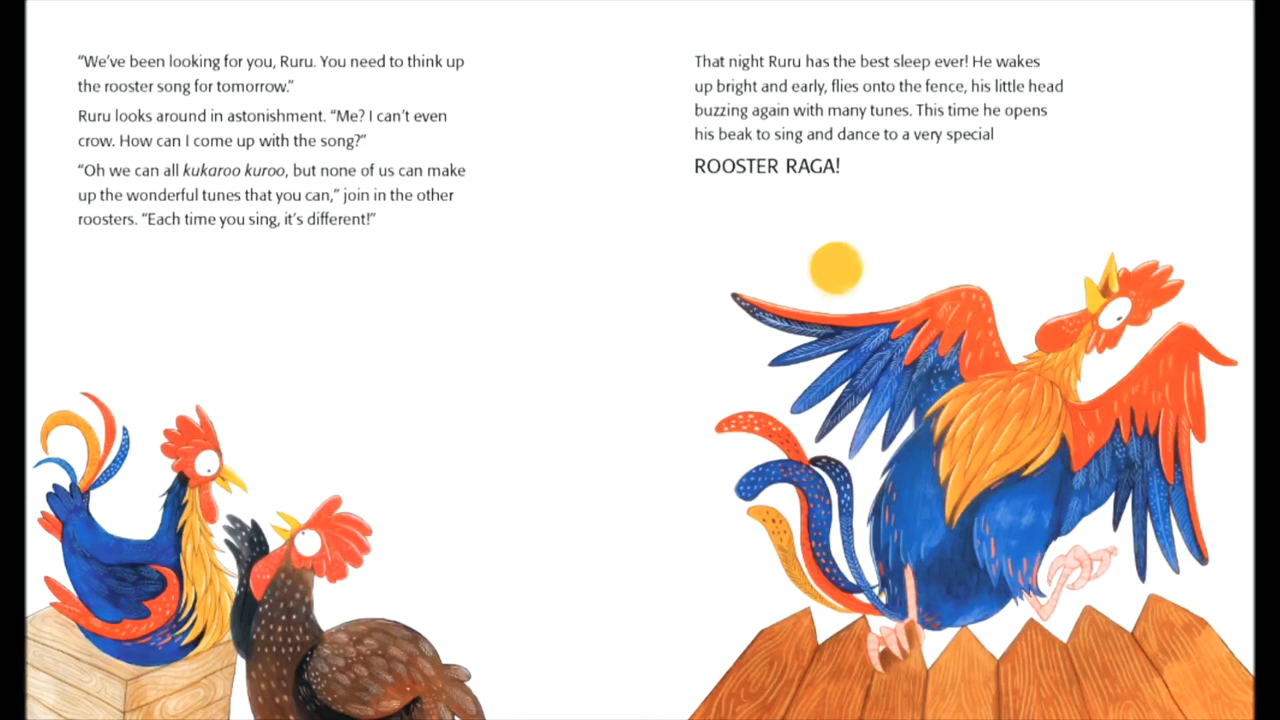 “We’ve been looking for you, Ruru. You need to think up
the rooster song for tomorrow.”
Ruru looks around in astonishment. “Me? I can’t even
crow. How can I come up with the song?”
“Oh we can all kukaroo kuroo, but none of us can make
up the wonderful tunes that you can,” join in the other
roosters. “Each time you sing, it’s different!”
That night Ruru has the best sleep ever! He wakes
up bright and early, flies onto the fence, his little head
buzzing again with many tunes. This time he opens
his beak to sing and dance to a very special
ROOSTER RAGA!